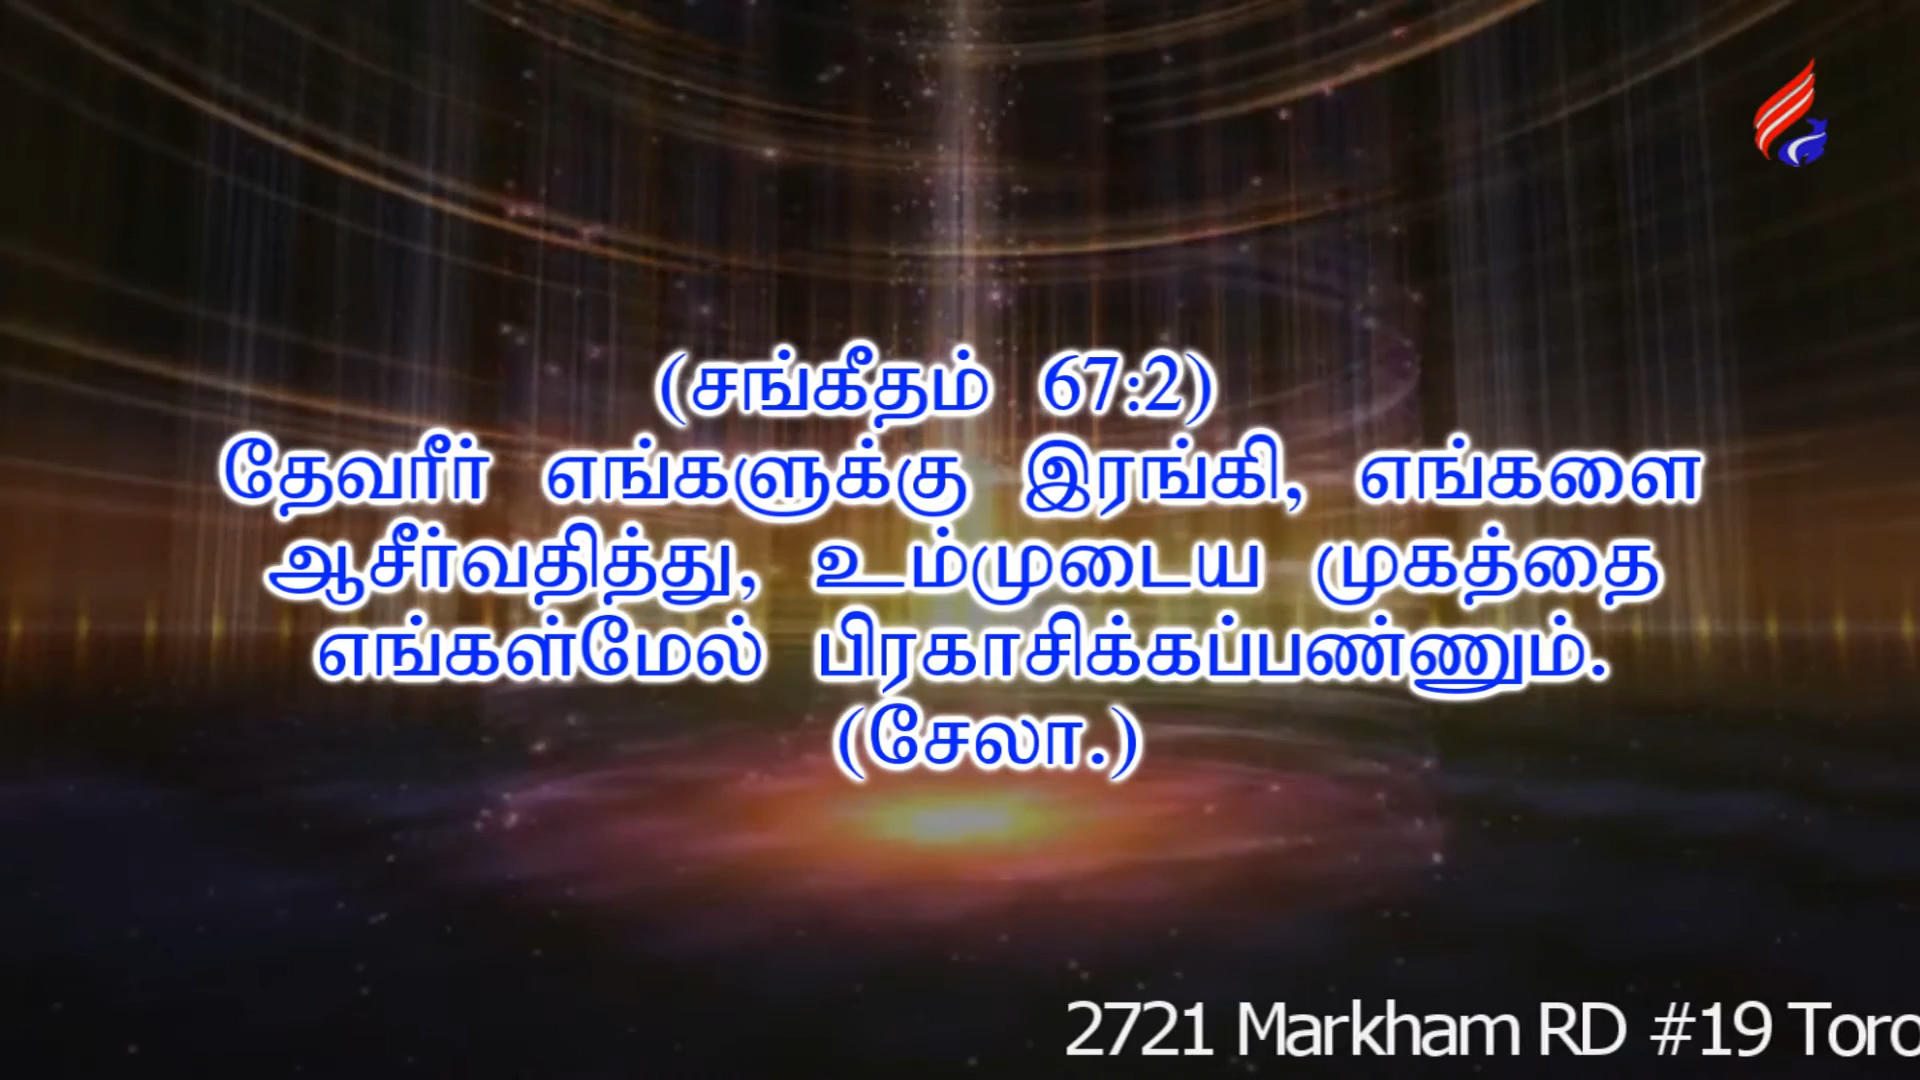 (சங்கீதம் 67:2)
தேவரீர் எங்களுக்கு இரங்கி, எங்களை
ஆசீர்வதித்து, உம்முடைய முகத்தை
எங்கள்மேல் பிரகாசிக்கப்பண்ணும்.
(சேலா.)
2721 Markham RD #19 Toro